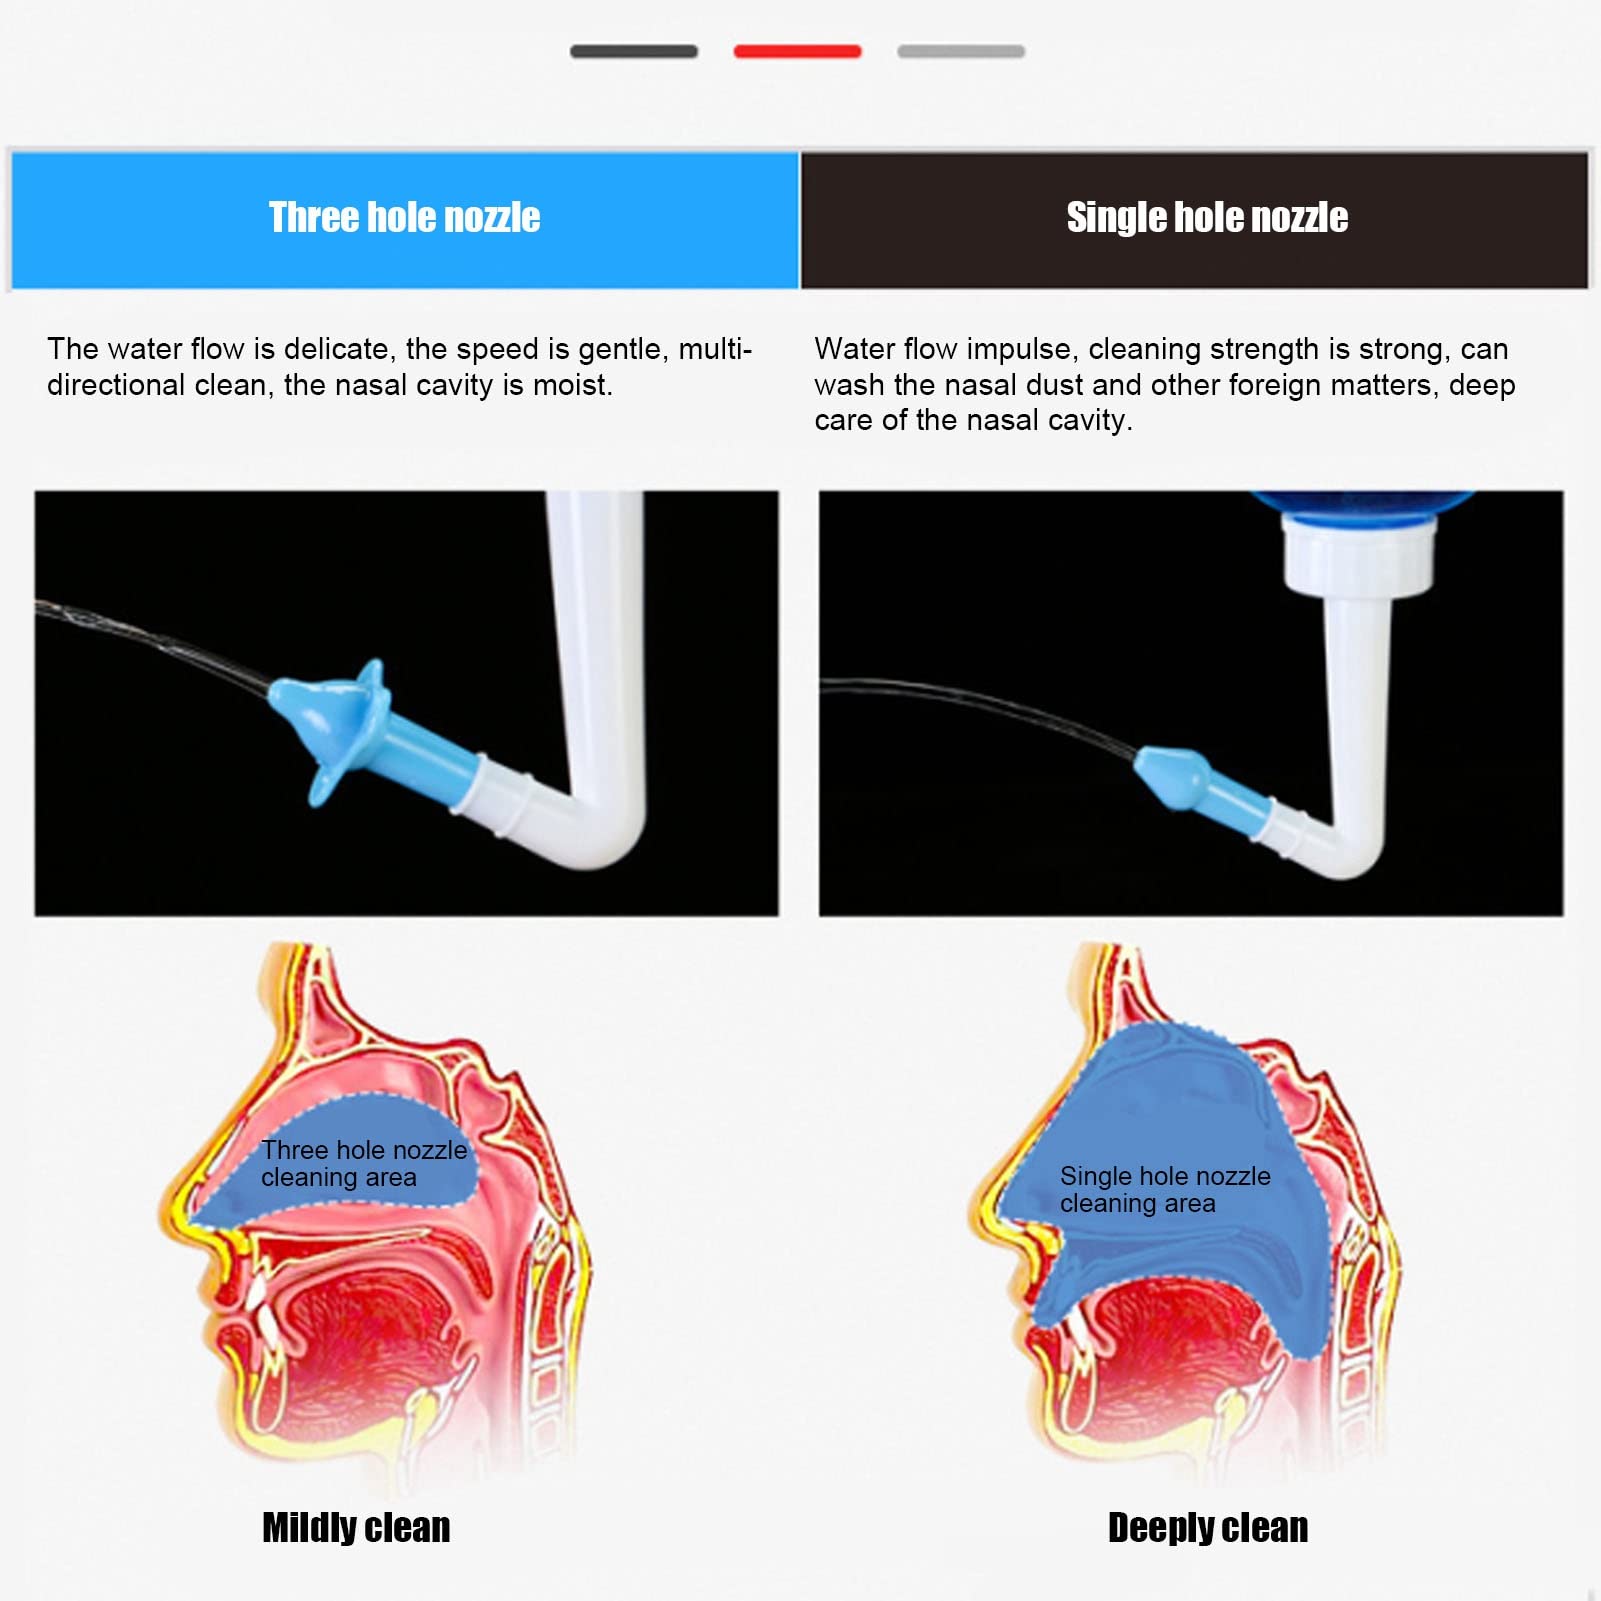 Three hole nozzle
Single hole nozzle
The water flow is delicate, the speed is gentle, multi-
directional clean, the nasal cavity is moist.
Water flow impulse, cleaning strength is strong, can
wash the nasal dust and other foreign matters, deep
care of the nasal cavity.
Three hole nozzle
cleaning area
Single hole nozzle
cleaning area
Mildly clean
Deeply clean